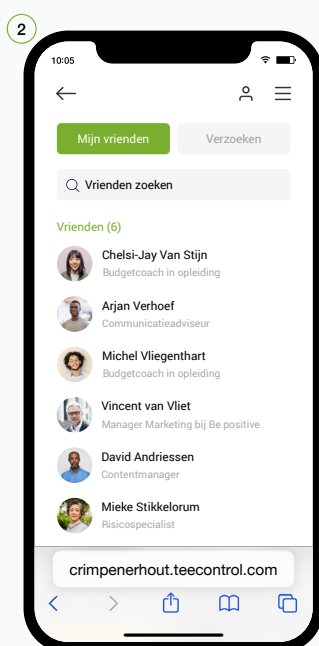 2
10:05
Mijn vrienden
Verzoeken
Vrienden zoeken
Vrienden (6)
Chelsi-Jay Van Stijn
Budgetcoach in opleiding
Arjan Verhoef
Communicatieadviseur
Michel Vliegenthart
Budgetcoach in opleiding
Vincent van Vliet
Manager Marketing bij Be positive
David Andriessen
Contentmanager
Mieke Stikkelorum
Risicospecialist
crimpenerhout.teecontrol.com